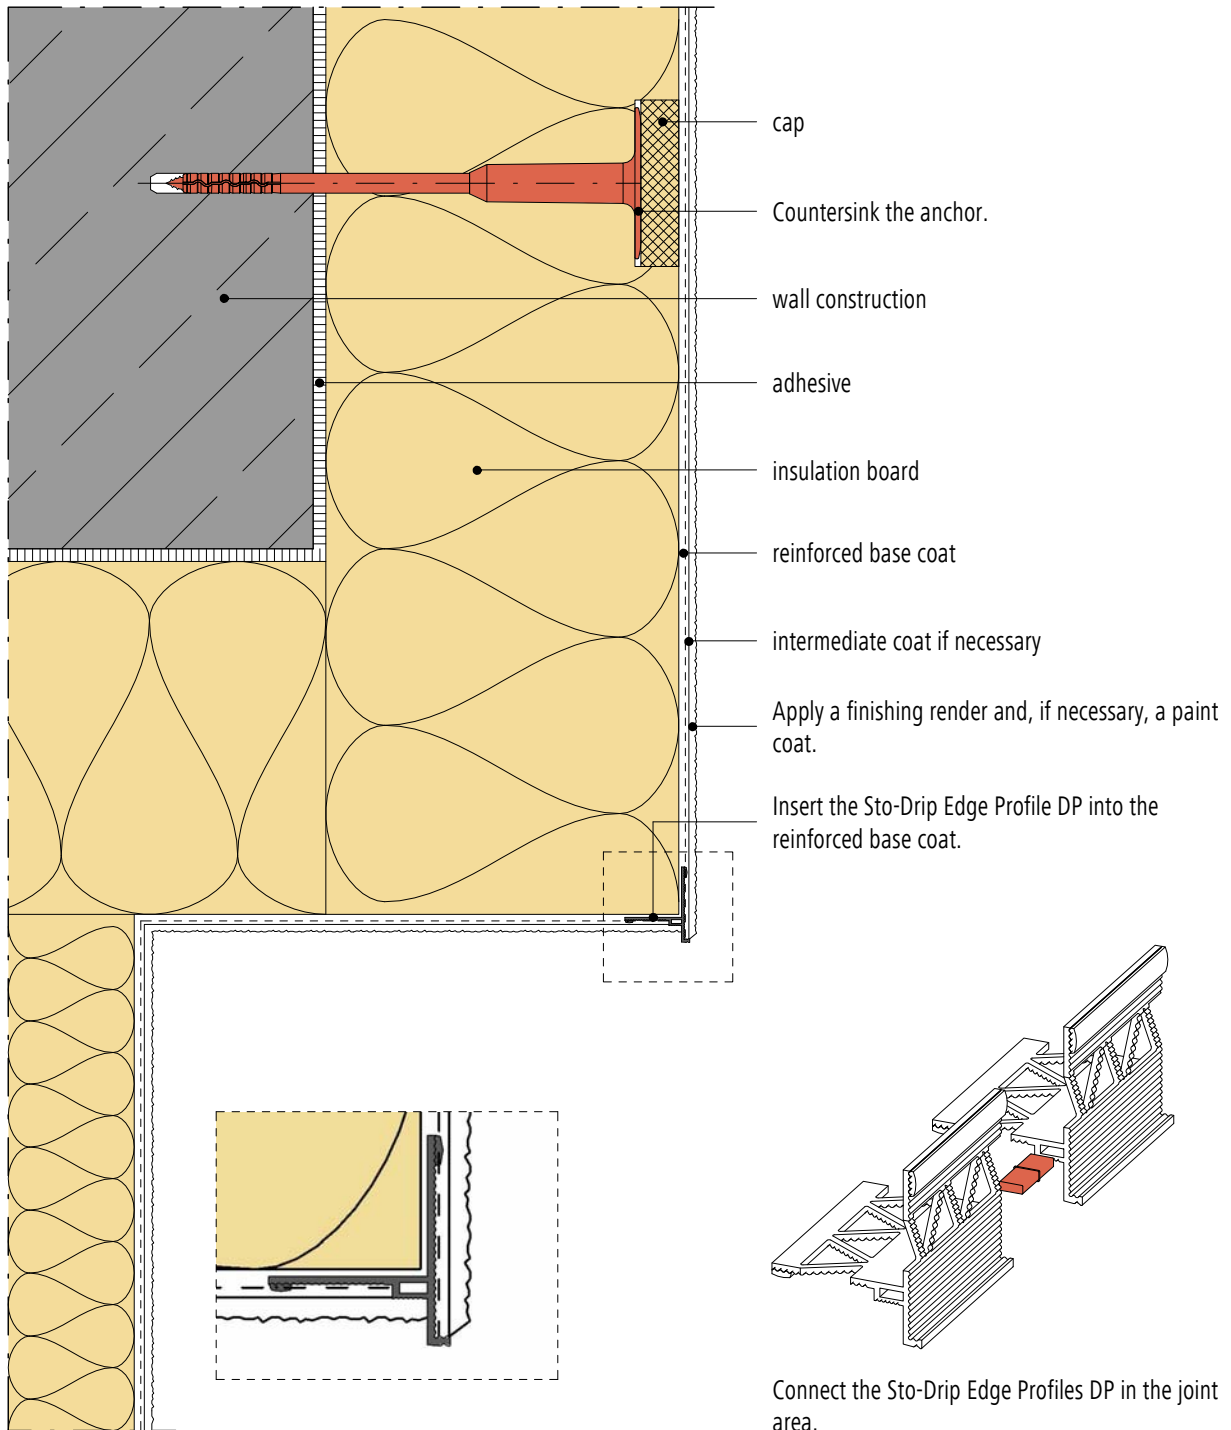 cap
Countersink the anchor.
wall construction
adhesive
insulation board
reinforced base coat
intermediate coat if necessary
Apply a finishing render and, if necessary, a paint
coat.
Insert the Sto-Drip Edge Profile DP into the
reinforced base coat.
Connect the Sto-Drip Edge Profiles DP in the joint
area.